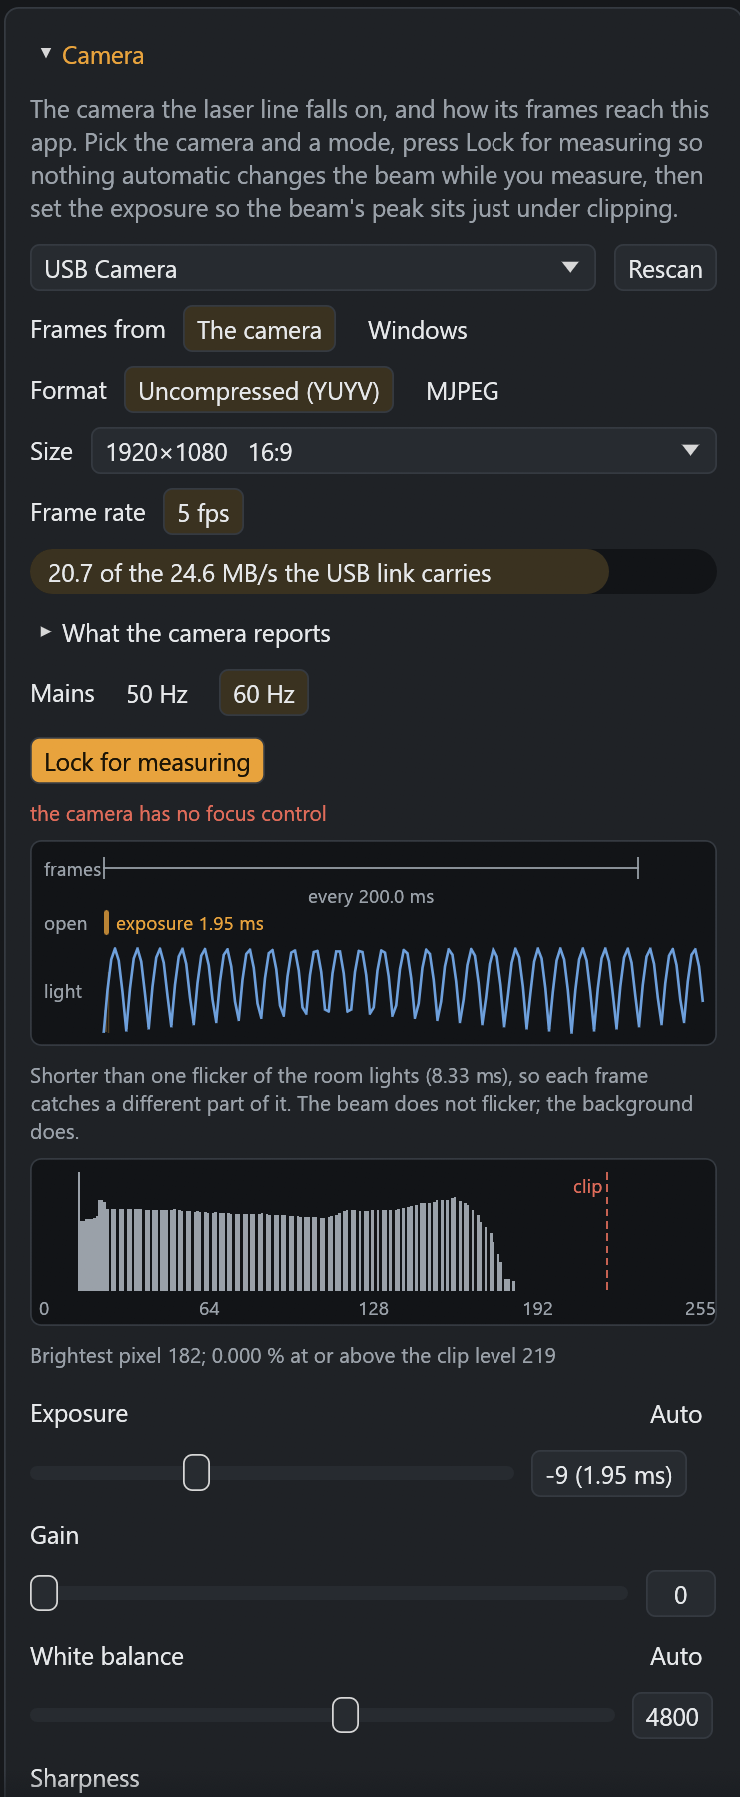 Camera
The camera the laser line falls on, and how its frames reach this
app. Pick the camera and a mode, press Lock for measuring so
nothing automatic changes the beam while you measure, then
set the exposure so the beam's peak sits just under clipping.
USB Camera Rescan
Frames from The camera Windows
Format Uncompressed (YUYV) MJPEG
Size 1920×1080 16:9
Frame rate 5 fps
20.7 of the 24.6 MB/s the USB link carries
What the camera reports
Mains 50 Hz 60 Hz
Lock for measuring
the camera has no focus control
frames
every 200.0 ms
open exposure 1.95 ms
light
Shorter than one flicker of the room lights (8.33 ms), so each frame
catches a different part of it. The beam does not flicker; the background
does.
clip
0 64 128 192 255
Brightest pixel 182; 0.000 % at or above the clip level 219
Exposure Auto
-9 (1.95 ms)
Gain
0
White balance Auto
4800
Sharpness